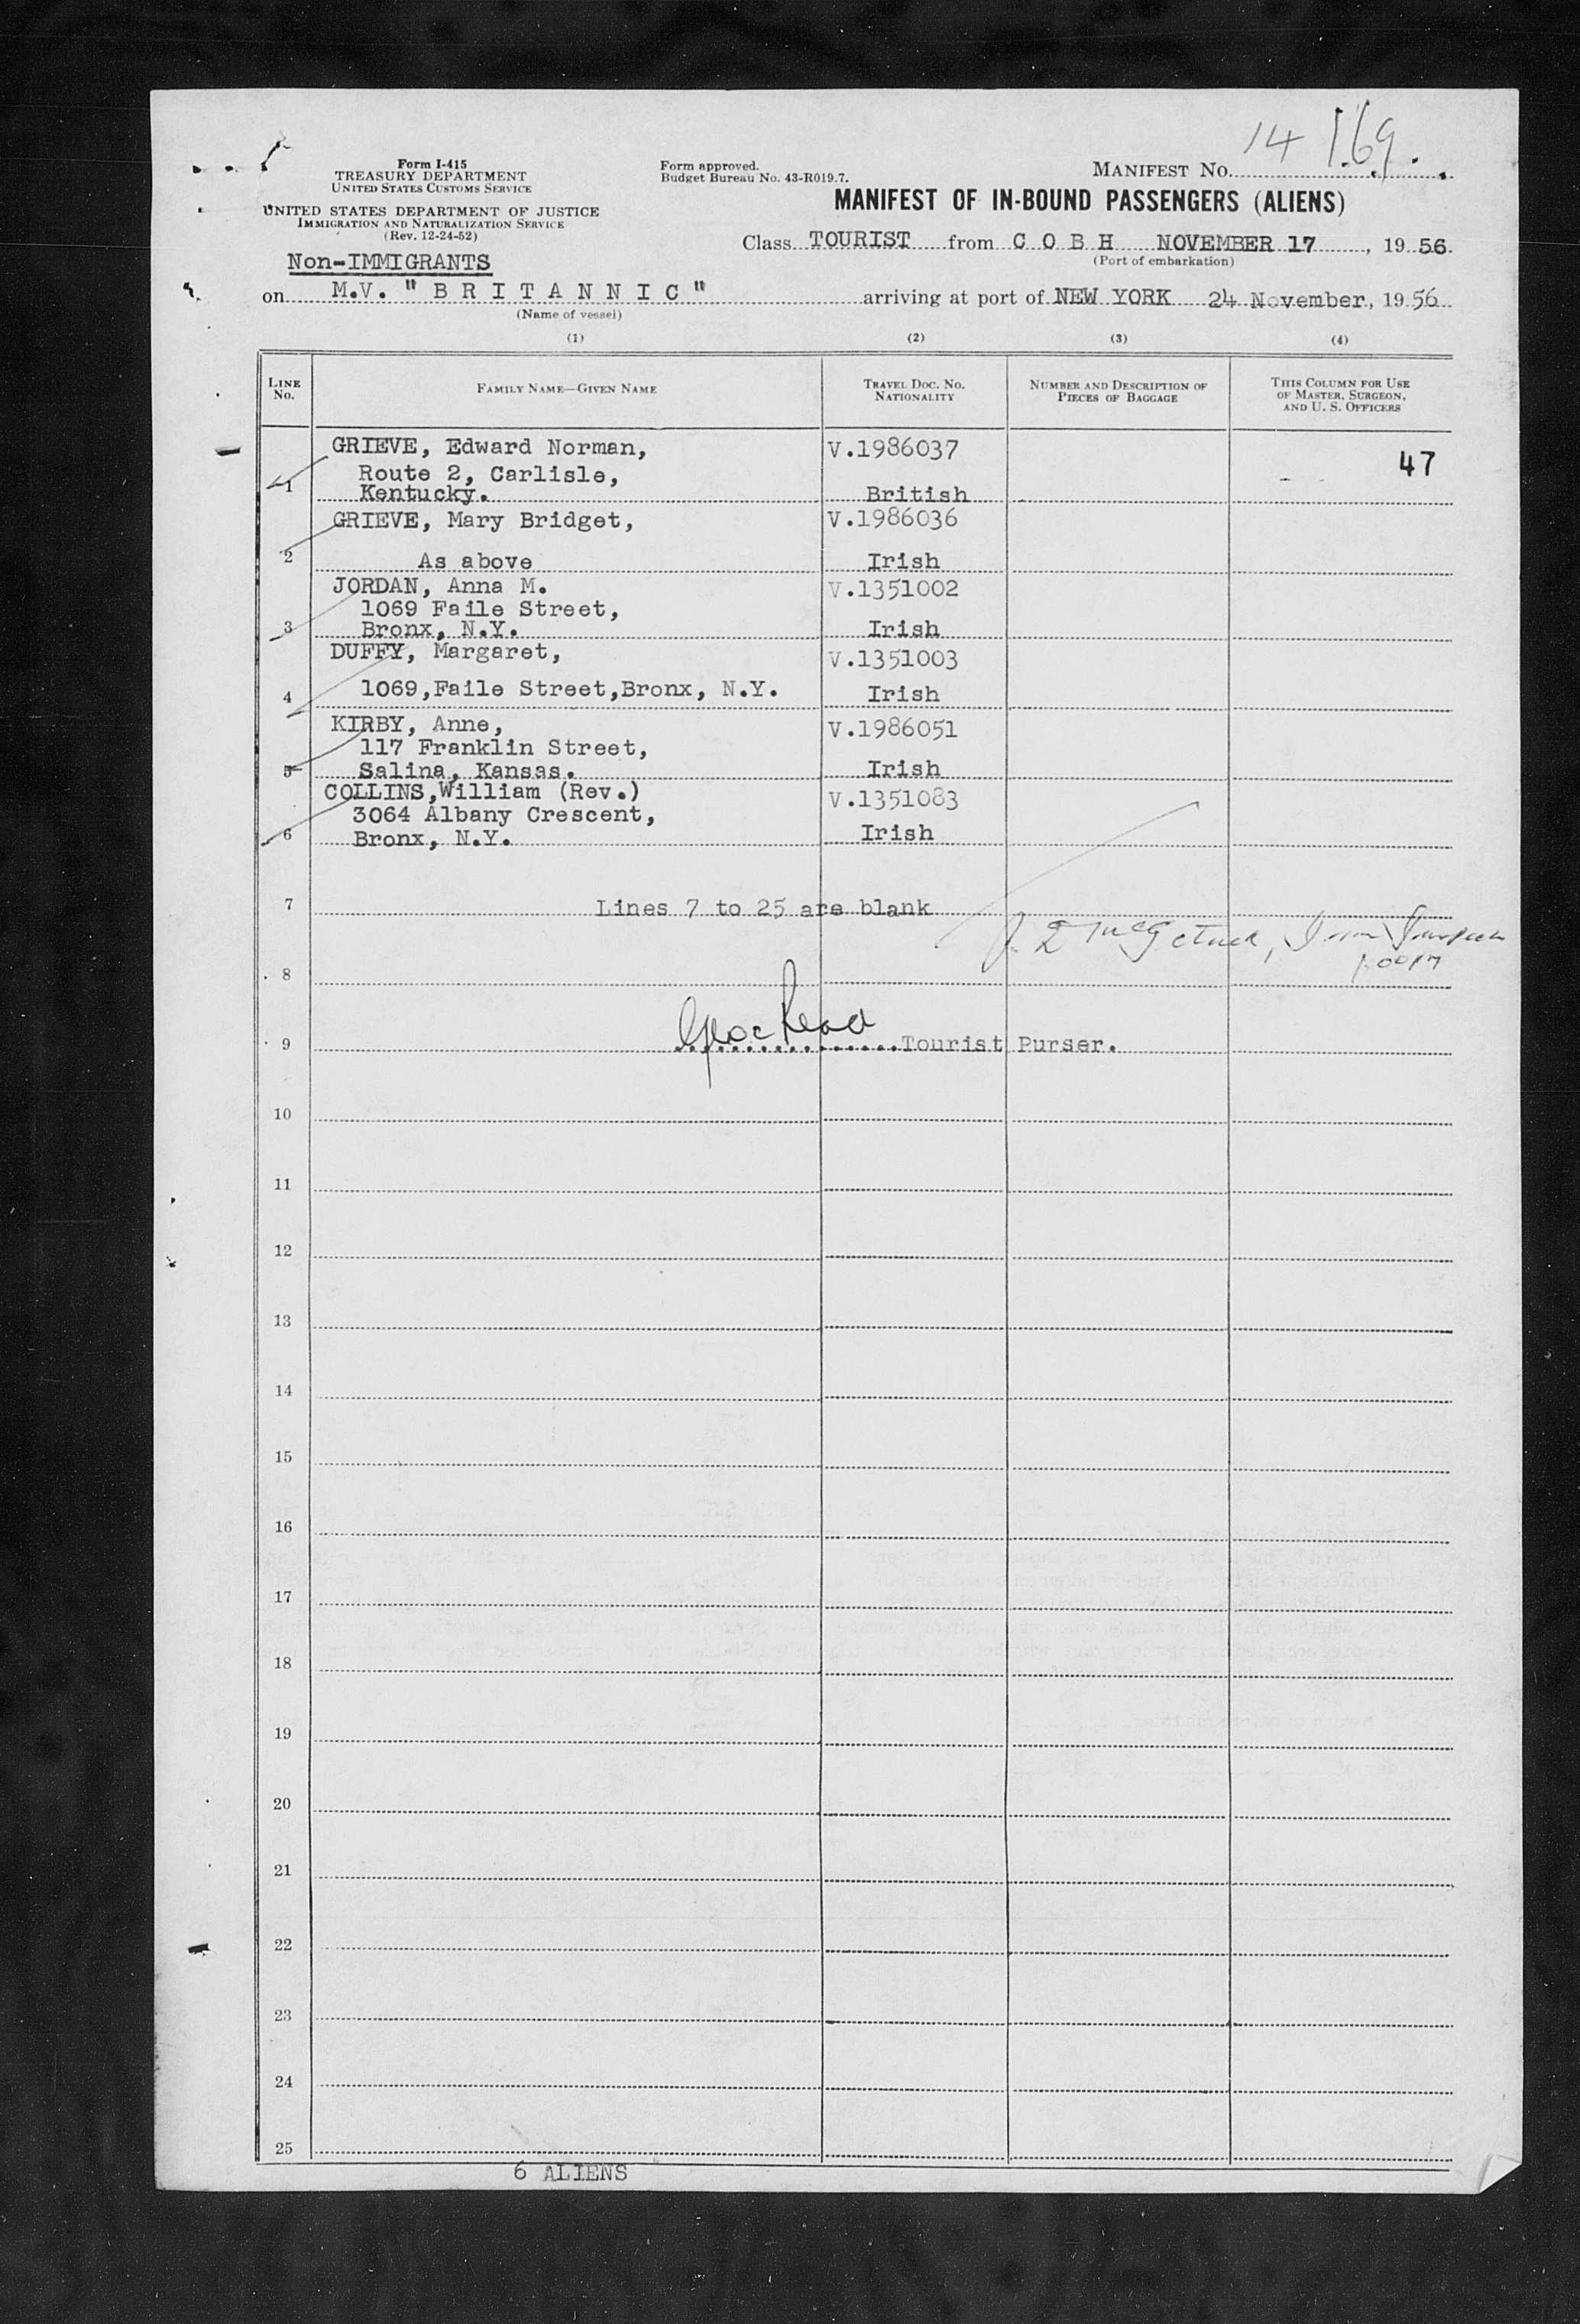 14 169.
Form I-415
TREASURY DEPARTMENT
UNITED STATES CUSTOMS SERVICE
UNITED STATES DEPARTMENT OF JUSTICE
IMMIGRATION AND NATURALIZATION SERVICE
(Rev. 12-24-52)
Form approved.
Budget Bureau No. 43-R019.7.
MANIFEST NO.
MANIFEST OF IN-BOUND PASSENGERS (ALIENS)
Class TOURIST from C O B H NOVEMBER 17, 1956
(Port of embarkation)
Non-IMMIGRANTS
on M.V. "B R I T A N N I C" arriving at port of NEW YORK 24 November, 1956
(Name of vessel)
(1) (2) (3) (4)
LINE NO.
FAMILY NAME—GIVEN NAME
TRAVEL DOC. NO. NATIONALITY
NUMBER AND DESCRIPTION OF PIECES OF BAGGAGE
THIS COLUMN FOR USE OF MASTER, SURGEON, AND U. S. OFFICERS
GRIEVE, Edward Norman, V.1986037
Route 2, Carlisle, 47
1 Kentucky. British
GRIEVE, Mary Bridget, V.1986036
2 As above Irish
JORDAN, Anna M. V.1351002
1069 Faile Street,
3 Bronx, N.Y. Irish
DUFFY, Margaret, V.1351003
4 1069,Faile Street,Bronx, N.Y. Irish
KIRBY, Anne, V.1986051
117 Franklin Street,
5 Salina, Kansas. Irish
COLLINS,William (Rev.) V.1351083
3064 Albany Crescent,
6 Bronx, N.Y. Irish
7 Lines 7 to 25 are blank
8
9 Tourist Purser.
10
11
12
13
14
15
16
17
18
19
20
21
22
23
24
25
6 ALIENS